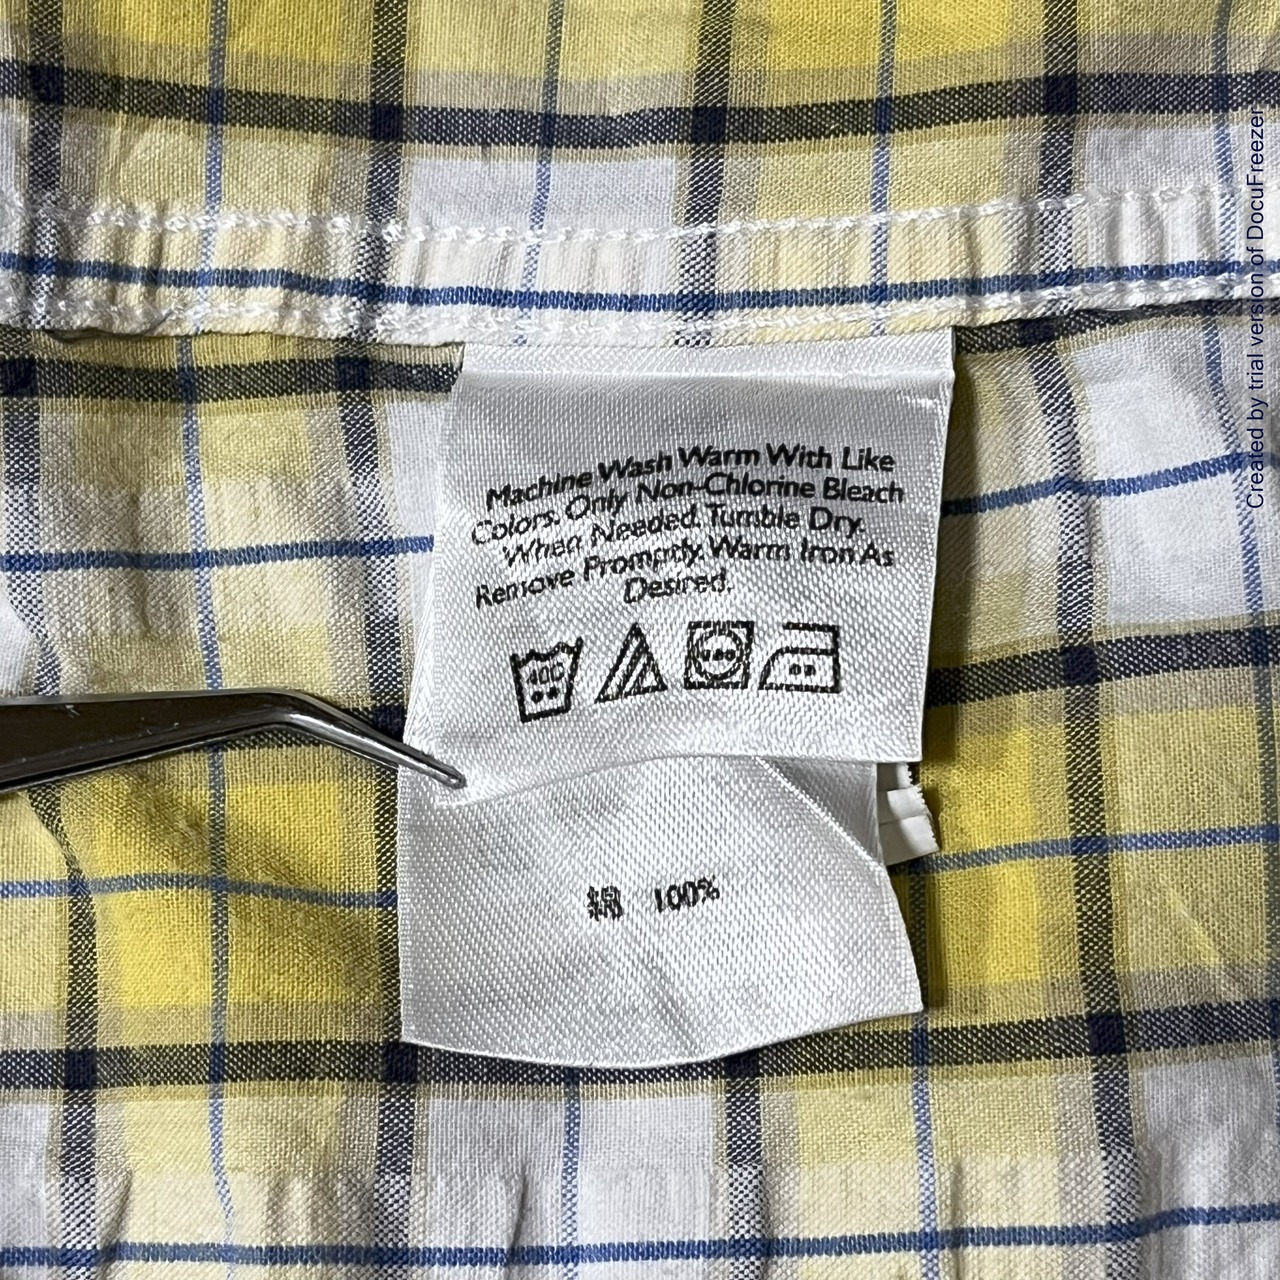 Machine Wash Warm With Like
Colors. Only Non-Chlorine Bleach
When Needed. Tumble Dry.
Remove Promptly. Warm Iron As
Desired.
40C
綿 100%
Created by trial version of DocuFreezer